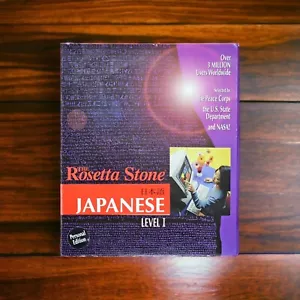 Over
3 MILLION
Users Worldwide
Selected by
the Peace Corps
the U.S. State
Department
and NASA!
THE
Rosetta Stone
日本語
JAPANESE
LEVEL I
Personal
Edition